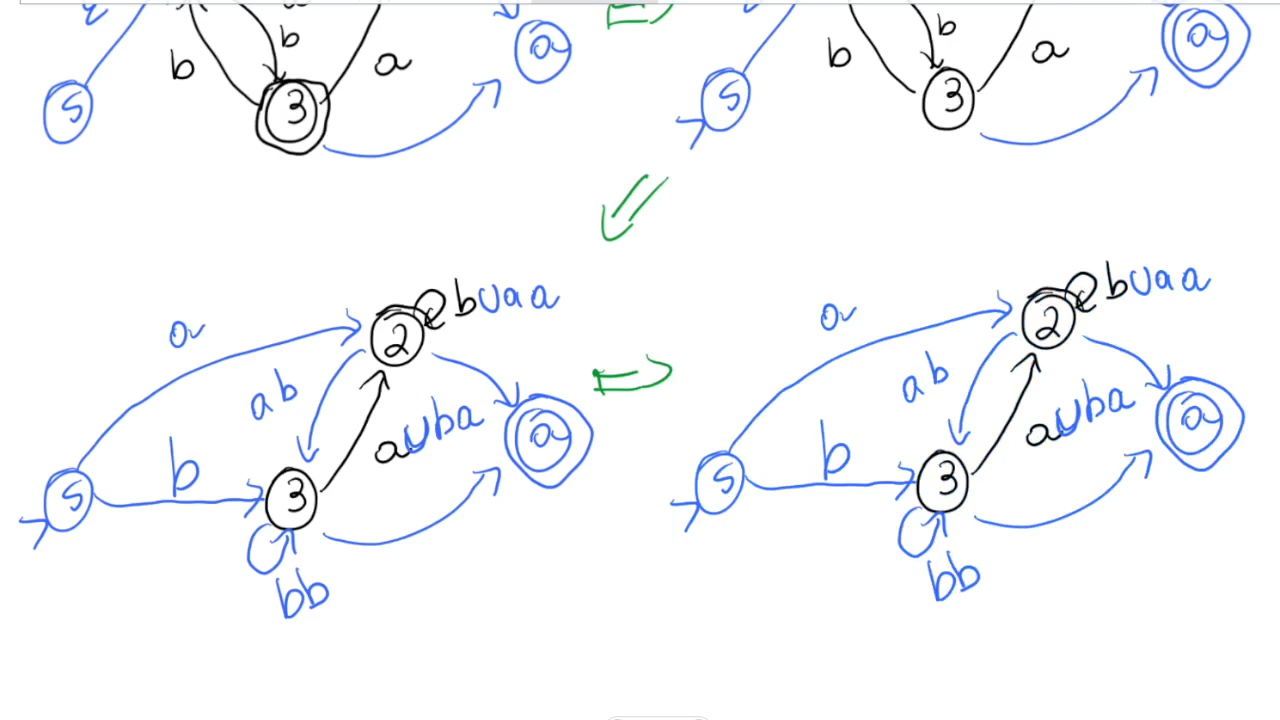 b a
b a b a
s 3 s 3 a
b∪aa b∪aa
a 2 a 2
ab a∪ba a ab a∪ba a
s b 3 s b 3
bb bb